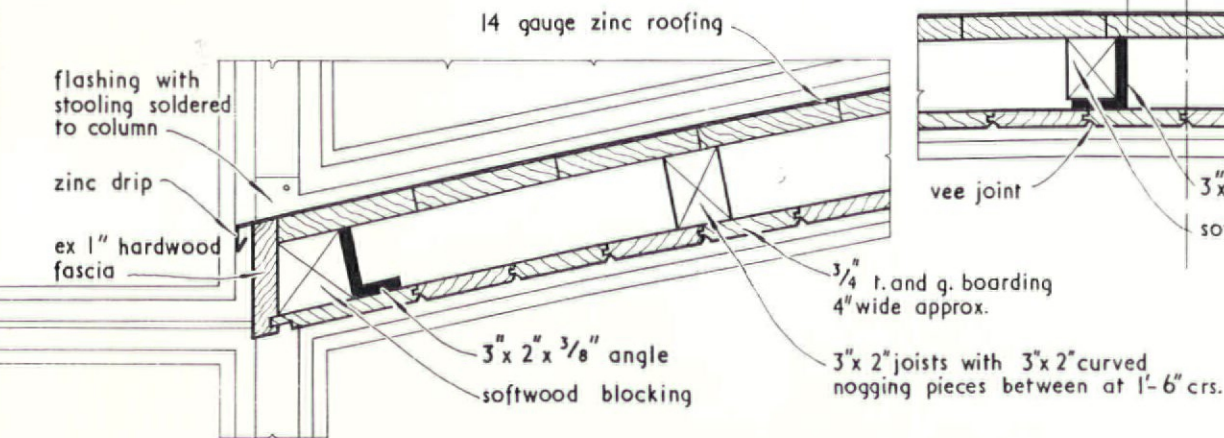 14 gauge zinc roofing
flashing with
stooling soldered
to column
zinc drip
ex 1" hardwood
fascia
3" x 2" x 3/8" angle
softwood blocking
3/4" t. and g. boarding
4" wide approx.
3" x 2" joists with 3" x 2" curved
nogging pieces between at 1'-6" crs.
vee joint
3" x
so